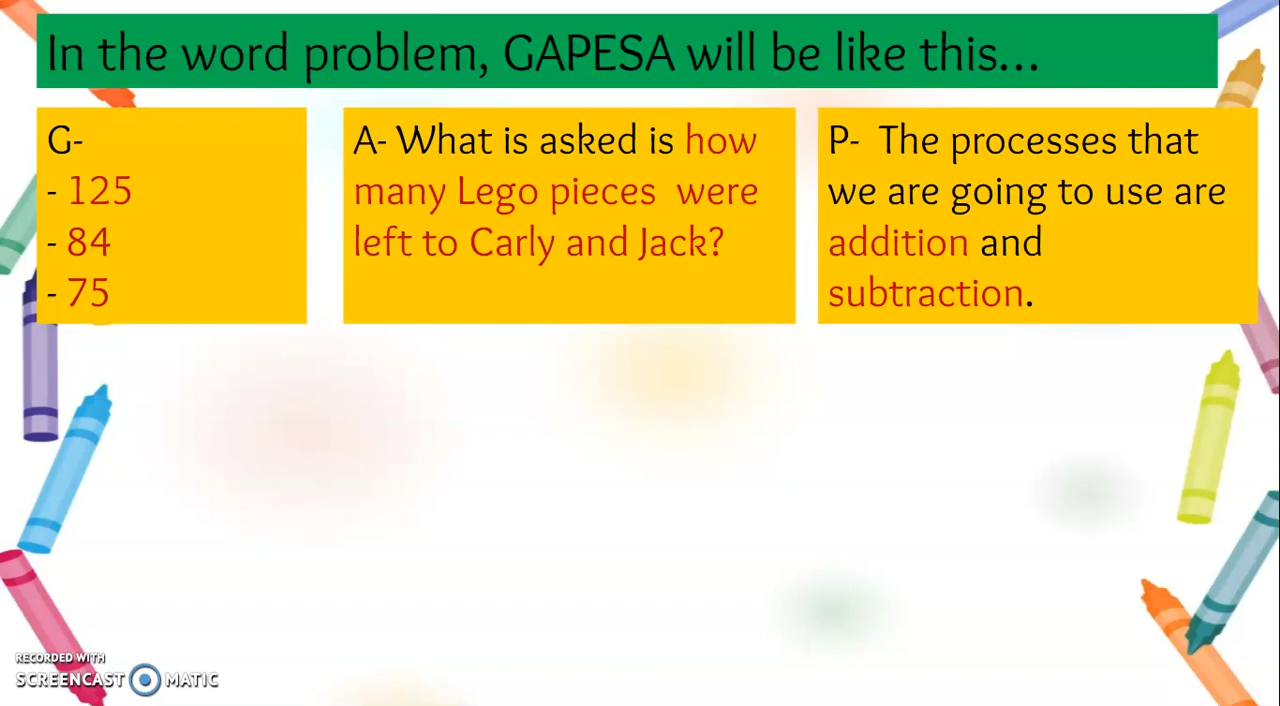 In the word problem, GAPESA will be like this...
G-
- 125
- 84
- 75
A- What is asked is how
many Lego pieces were
left to Carly and Jack?
P- The processes that
we are going to use are
addition and
subtraction.
RECORDED WITH
SCREENCAST MATIC